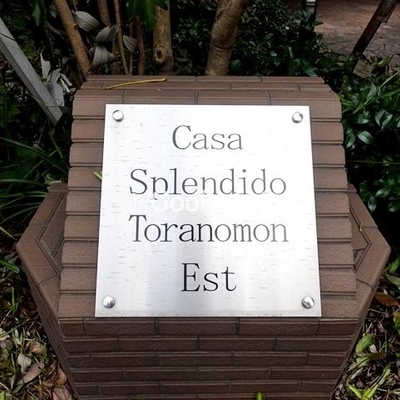 Casa
Splendido
Toranomon
Est